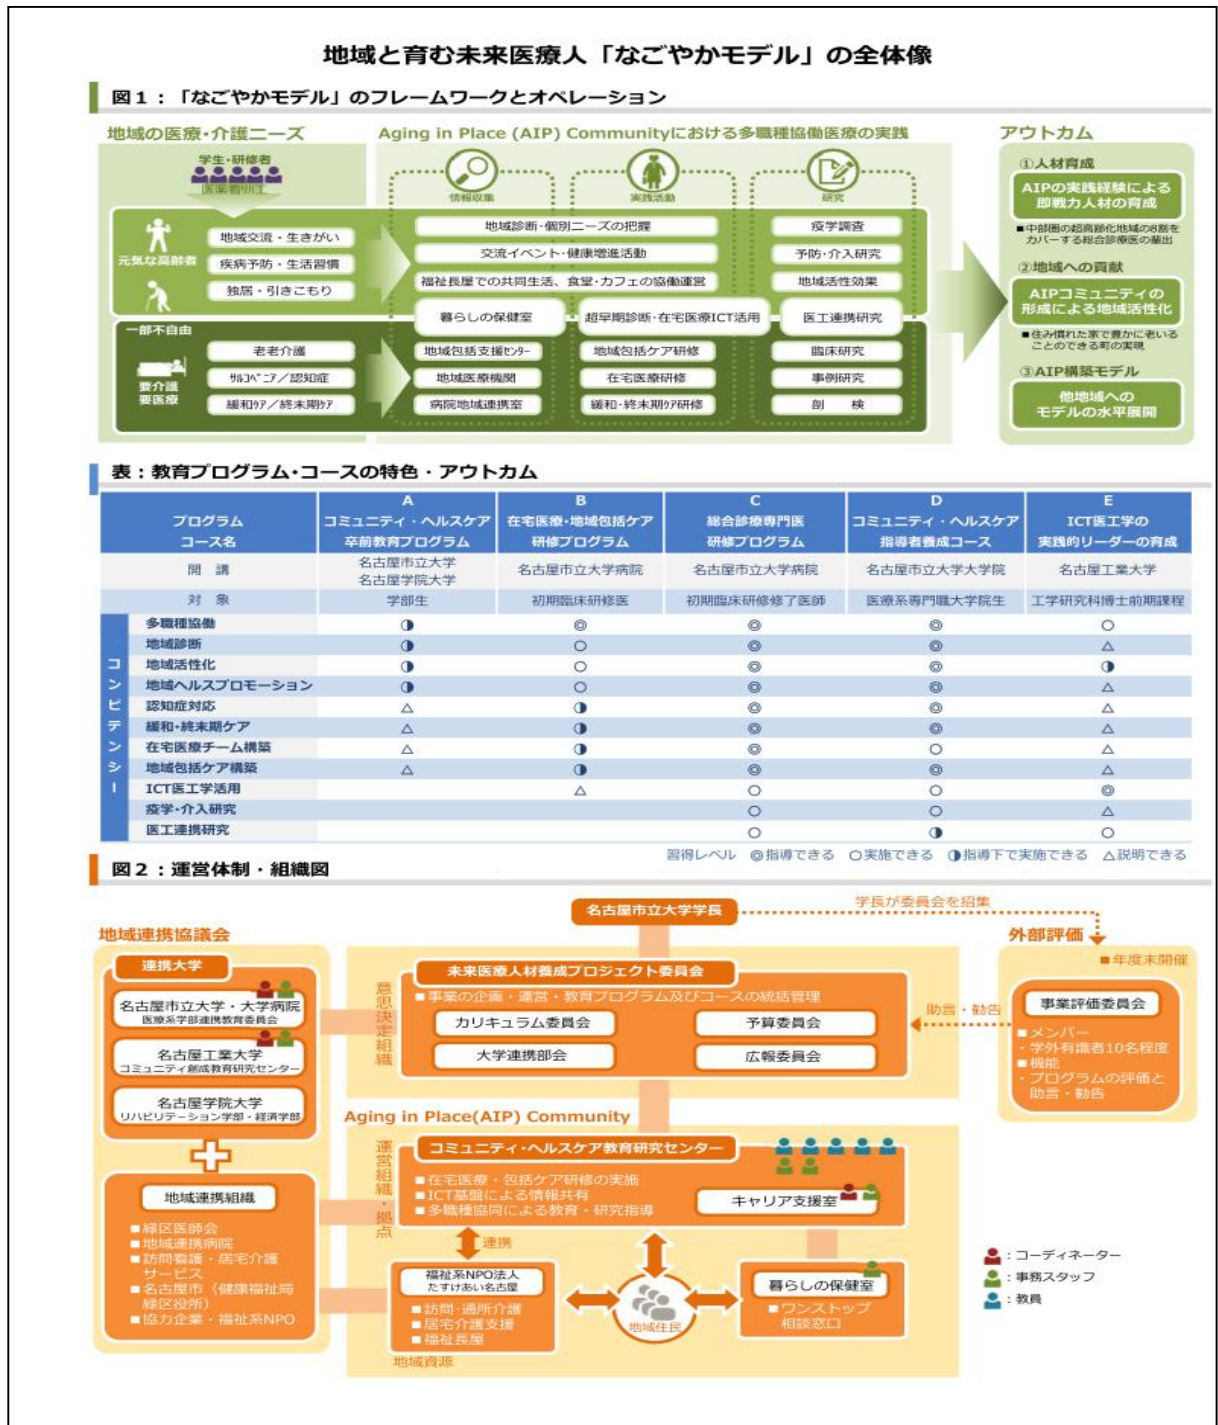 地域と育む未来医療人「なごやかモデル」の全体像
図1：「なごやかモデル」のフレームワークとオペレーション
地域の医療・介護ニーズ
Aging in Place (AIP) Communityにおける多職種協働医療の実践
アウトカム
学生・研修者
医薬看リ工
情報収集
実践活動
研究
元気な高齢者
地域交流・生きがい
疾病予防・生活習慣
独居・引きこもり
地域診断・個別ニーズの把握
交流イベント・健康増進活動
福祉長屋での共同生活、食堂・カフェの協働運営
疫学調査
予防・介入研究
地域活性効果
暮らしの保健室
超早期診断・在宅医療ICT活用
医工連携研究
一部不自由
要介護
要医療
老老介護
ｻﾙｺﾍﾟﾆｱ／認知症
緩和ｹｱ／終末期ｹｱ
地域包括支援ｾﾝﾀｰ
地域医療機関
病院地域連携室
地域包括ケア研修
在宅医療研修
緩和・終末期ｹｱ研修
臨床研究
事例研究
剖 検
①人材育成
AIPの実践経験による
即戦力人材の育成
■中部圏の超高齢化地域の8割を
カバーする総合診療医の輩出
②地域への貢献
AIPコミュニティの
形成による地域活性化
■住み慣れた家で豊かに老いる
ことのできる町の実現
③AIP構築モデル
他地域への
モデルの水平展開
表：教育プログラム・コースの特色・アウトカム
プログラム
コース名
A
コミュニティ・ヘルスケア
卒前教育プログラム
B
在宅医療・地域包括ケア
研修プログラム
C
総合診療専門医
研修プログラム
D
コミュニティ・ヘルスケア
指導者養成コース
E
ICT医工学の
実践的リーダーの育成
開 講
名古屋市立大学
名古屋学院大学
名古屋市立大学病院
名古屋市立大学病院
名古屋市立大学大学院
名古屋工業大学
対 象 学部生 初期臨床研修医 初期臨床研修修了医師 医療系専門職大学院生 工学研究科博士前期課程
コンピテンシー
多職種協働 ◑ ◎ ◎ ◎ ○
地域診断 ◑ ○ ◎ ◎ △
地域活性化 ◑ ○ ◎ ◎ ◑
地域ヘルスプロモーション ◑ ○ ◎ ◎ △
認知症対応 △ ◑ ◎ ◎ △
緩和・終末期ケア △ ◑ ◎ ◎ △
在宅医療チーム構築 △ ◑ ◎ ○ △
地域包括ケア構築 △ ◑ ◎ ◎ △
ICT医工学活用 △ ○ ○ ◎
疫学・介入研究 ○ ○ △
医工連携研究 ○ ◑ ○
習得レベル ◎指導できる ○実施できる ◑指導下で実施できる △説明できる
図2：運営体制・組織図
名古屋市立大学学長
学長が委員会を招集
地域連携協議会
連携大学
名古屋市立大学・大学病院
医療系学部連携教育委員会
名古屋工業大学
コミュニティ創成教育研究センター
名古屋学院大学
リハビリテーション学部・経済学部
地域連携組織
■緑区医師会
■地域連携病院
■訪問看護・居宅介護
サービス
■名古屋市（健康福祉局
緑区役所）
■協力企業・福祉系NPO
意思決定組織
未来医療人材養成プロジェクト委員会
■事業の企画・運営・教育プログラム及びコースの統括管理
カリキュラム委員会
予算委員会
大学連携部会
広報委員会
助言・勧告
外部評価
■年度末開催
事業評価委員会
■メンバー
・学外有識者10名程度
■機能
・プログラムの評価と
助言・勧告
Aging in Place(AIP) Community
運営組織・拠点
コミュニティ・ヘルスケア教育研究センター
■在宅医療・包括ケア研修の実施
■ICT基盤による情報共有
■多職種協同による教育・研究指導
キャリア支援室
連携
福祉系NPO法人
たすけあい名古屋
■訪問・通所介護
■居宅介護支援
■福祉長屋
地域資源
地域住民
暮らしの保健室
■ワンストップ
相談窓口
：コーディネーター
：事務スタッフ
：教員